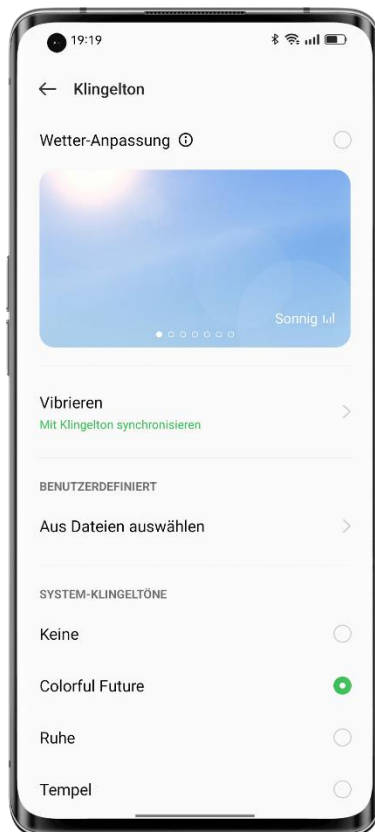 19:19
Klingelton
Wetter-Anpassung
Sonnig
Vibrieren
Mit Klingelton synchronisieren
BENUTZERDEFINIERT
Aus Dateien auswählen
SYSTEM-KLINGELTÖNE
Keine
Colorful Future
Ruhe
Tempel